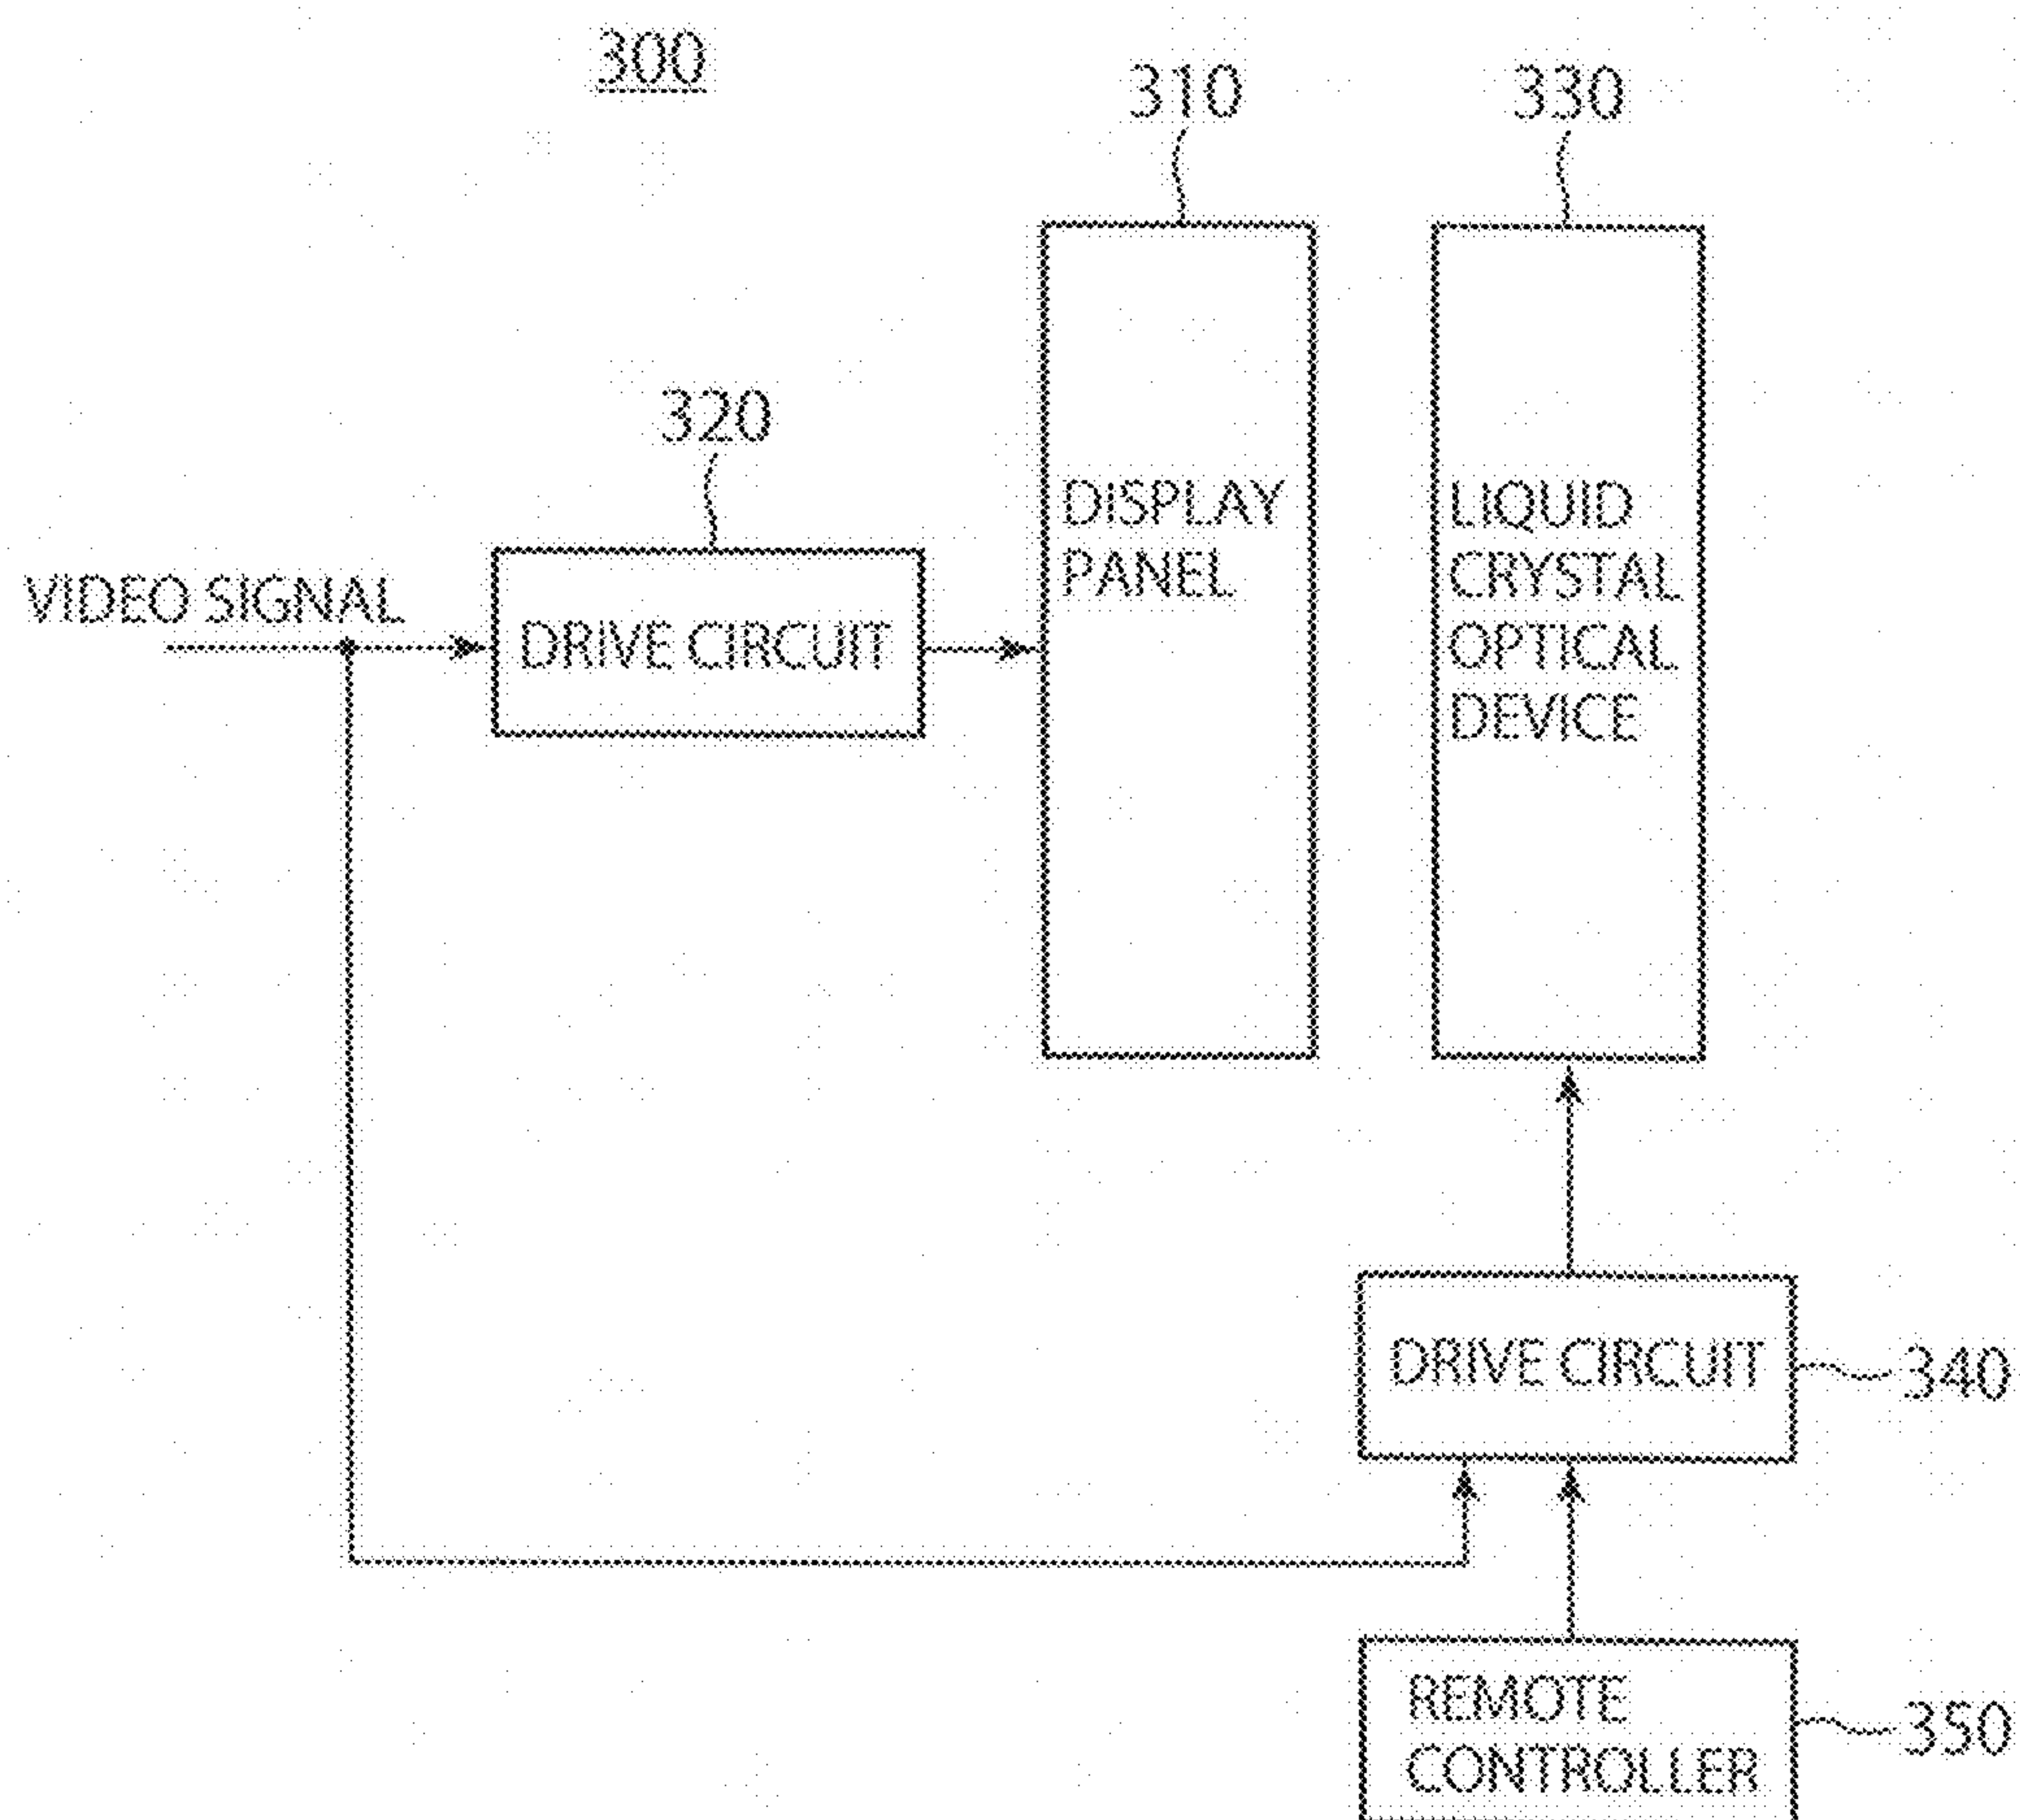 300
310
330
320
DISPLAY
PANEL
LIQUID
CRYSTAL
OPTICAL
DEVICE
VIDEO SIGNAL
DRIVE CIRCUIT
DRIVE CIRCUIT
340
REMOTE
CONTROLLER
350